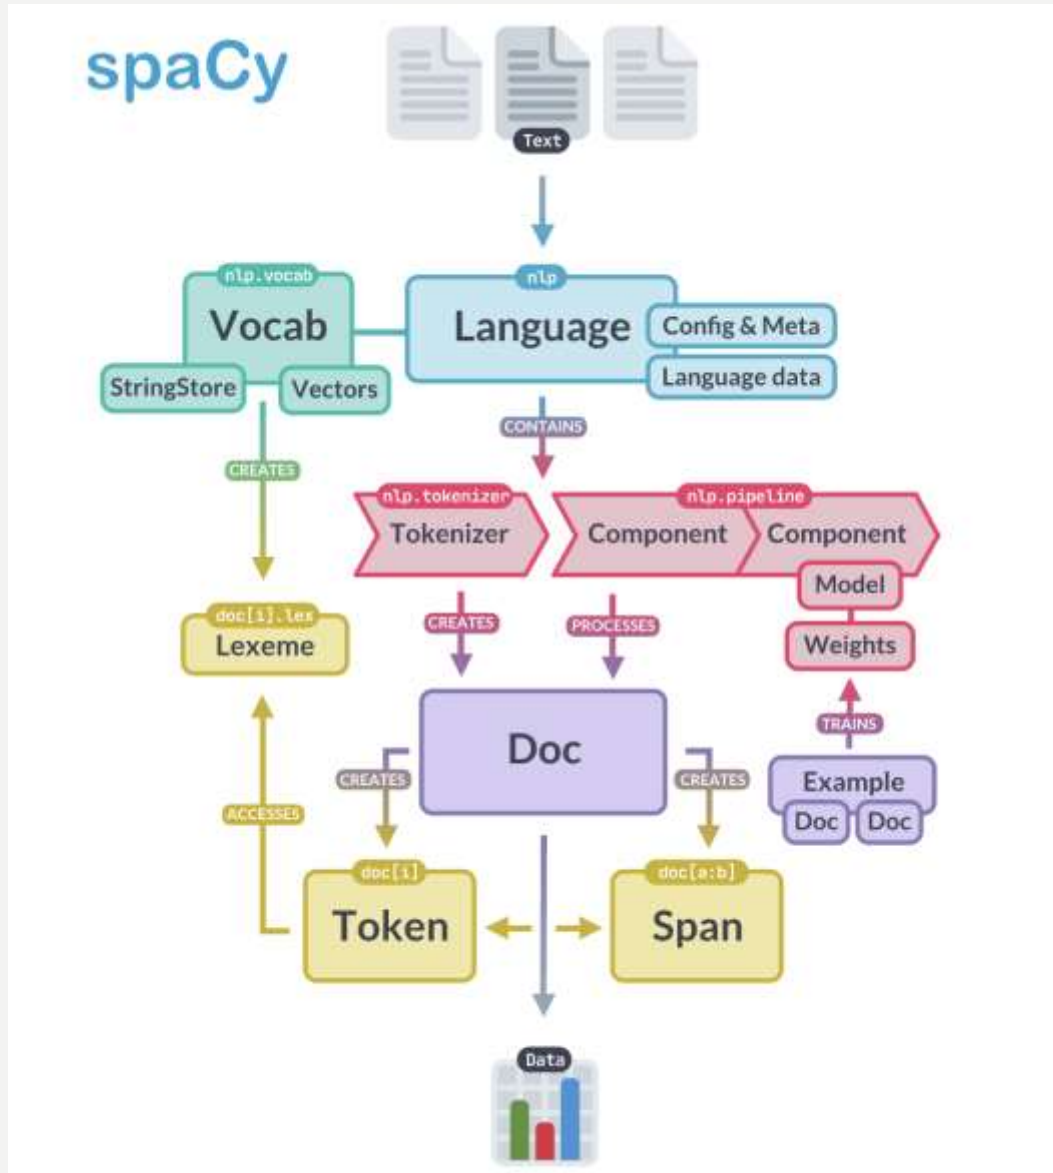 spaCy
Text
nlp.vocab
Vocab
StringStore
Vectors
nlp
Language
Config & Meta
Language data
CONTAINS
CREATES
nlp.tokenizer
Tokenizer
nlp.pipeline
Component
Component
Model
Weights
doc[i].lex
Lexeme
CREATES
PROCESSES
TRAINS
Doc
Example
Doc
Doc
CREATES
CREATES
ACCESSES
doc[i]
Token
doc[a:b]
Span
Data